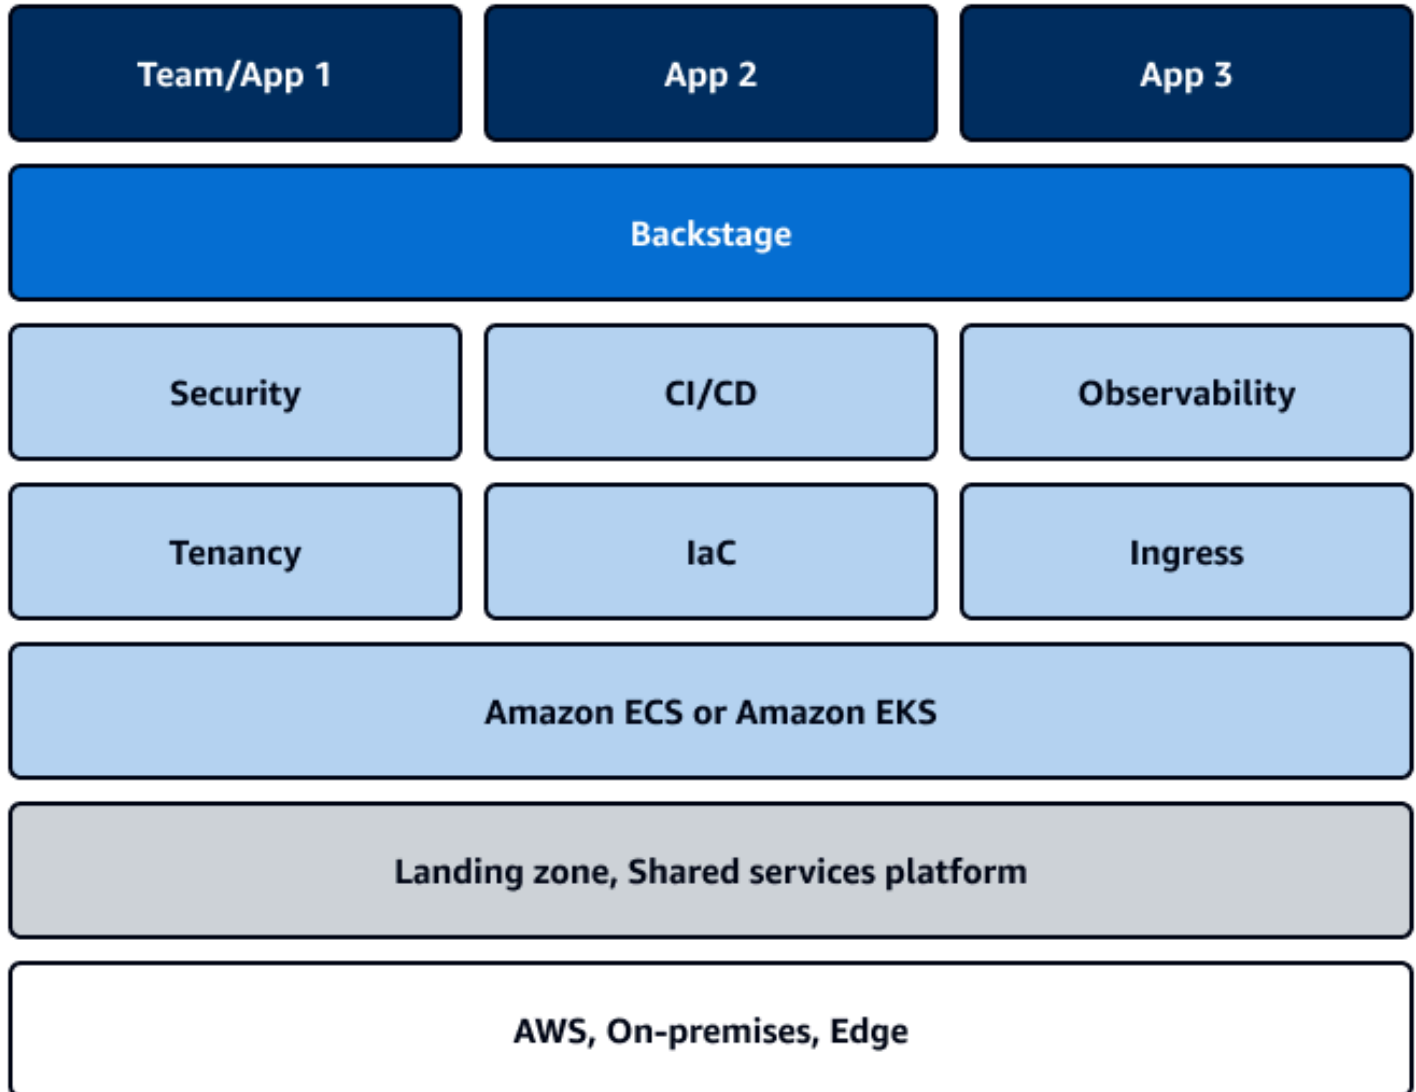 Team/App 1
App 2
App 3
Backstage
Security
CI/CD
Observability
Tenancy
IaC
Ingress
Amazon ECS or Amazon EKS
Landing zone, Shared services platform
AWS, On-premises, Edge